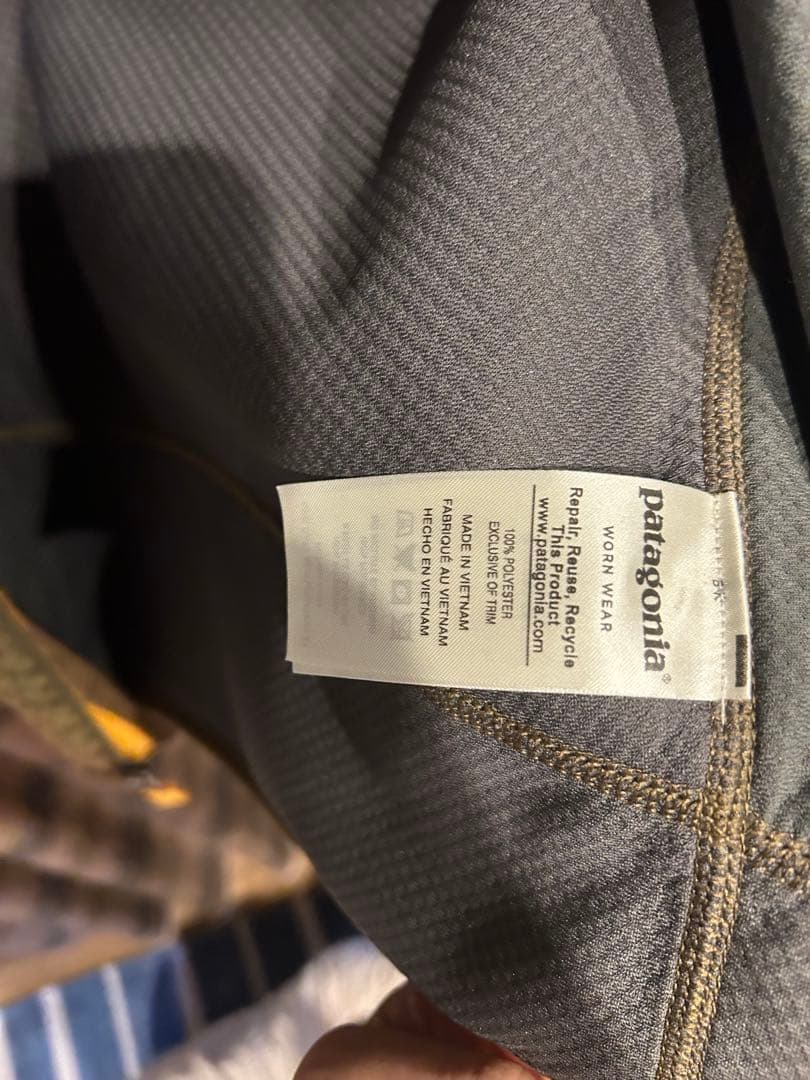 patagonia®
WORN WEAR
Repair, Reuse, Recycle
This Product
www.patagonia.com
100% POLYESTER
EXCLUSIVE OF TRIM
MADE IN VIETNAM
FABRIQUÉ AU VIETNAM
HECHO EN VIETNAM